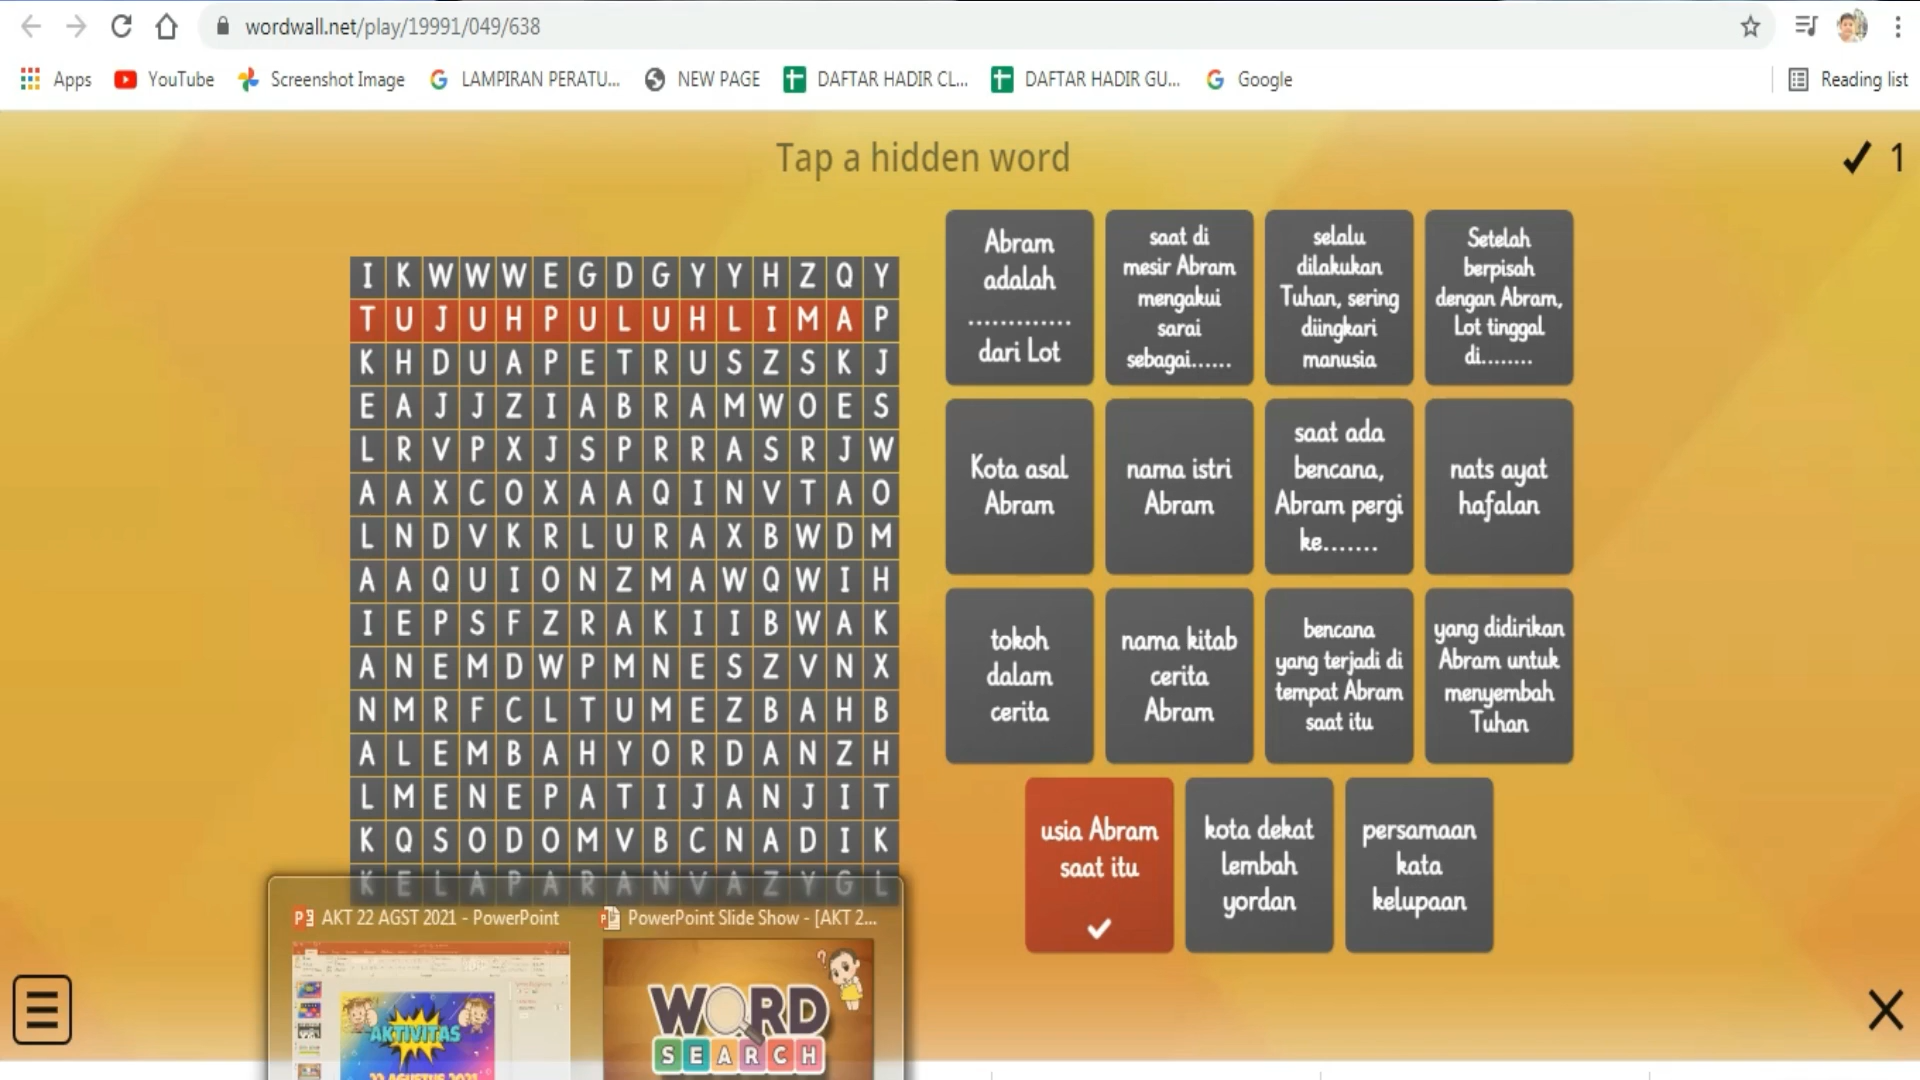 wordwall.net/play/19991/049/638
Apps YouTube Screenshot Image LAMPIRAN PERATU... NEW PAGE DAFTAR HADIR CL... DAFTAR HADIR GU... Google Reading list
Tap a hidden word
1
I K W W W E G D G Y Y H Z Q Y
T U J U H P U L U H L I M A P
K H D U A P E T R U S Z S K J
E A J J Z I A B R A M W O E S
L R V P X J S P R R A S R J W
A A X C O X A A Q I N V T A O
L N D V K R L U R A X B W D M
A A Q U I O N Z M A W Q W I H
I E P S F Z R A K I I B W A K
A N E M D W P M N E S Z V N X
N M R F C L T U M E Z B A H B
A L E M B A H Y O R D A N Z H
L M E N E P A T I J A N J I T
K Q S O D O M V B C N A D I K
K E L A P A R A N V A Z Y G L
Abram
adalah
.............
dari Lot
saat di
mesir Abram
mengakui
sarai
sebagai......
selalu
dilakukan
Tuhan, sering
diingkari
manusia
Setelah
berpisah
dengan Abram,
Lot tinggal
di........
Kota asal
Abram
nama istri
Abram
saat ada
bencana,
Abram pergi
ke.......
nats ayat
hafalan
tokoh
dalam
cerita
nama kitab
cerita
Abram
bencana
yang terjadi di
tempat Abram
saat itu
yang didirikan
Abram untuk
menyembah
Tuhan
usia Abram
saat itu
kota dekat
lembah
yordan
persamaan
kata
kelupaan
AKT 22 AGST 2021 - PowerPoint
PowerPoint Slide Show - [AKT 2...
AKTIVITAS
22 AGUSTUS 2021
WORD
SEARCH